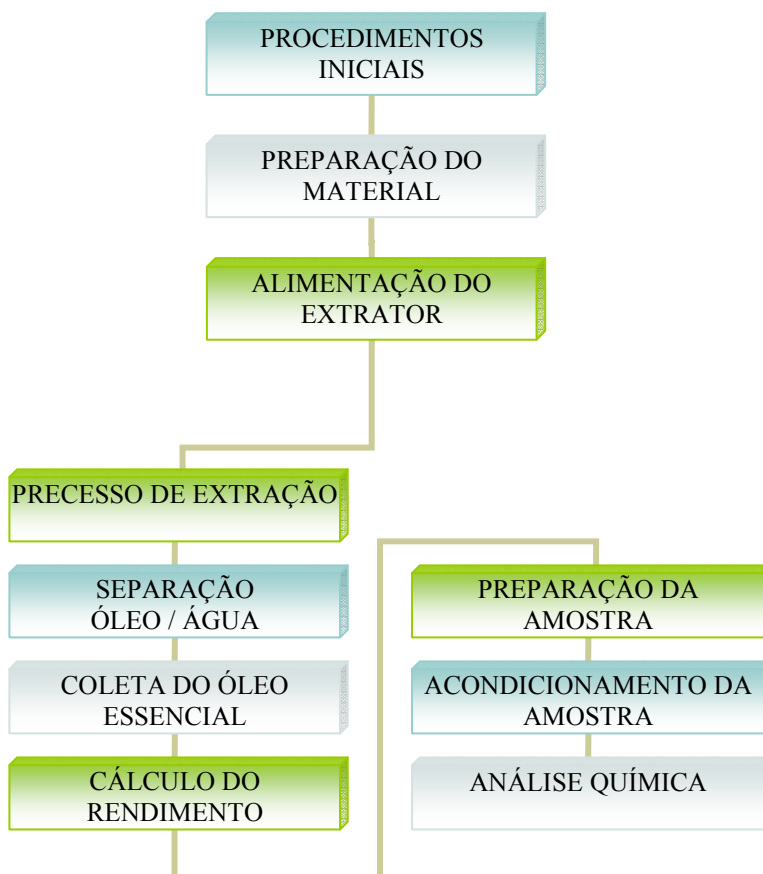 PROCEDIMENTOS
INICIAIS
PREPARAÇÃO DO
MATERIAL
ALIMENTAÇÃO DO
EXTRATOR
PRECESSO DE EXTRAÇÃO
SEPARAÇÃO
ÓLEO / ÁGUA
COLETA DO ÓLEO
ESSENCIAL
CÁLCULO DO
RENDIMENTO
PREPARAÇÃO DA
AMOSTRA
ACONDICIONAMENTO DA
AMOSTRA
ANÁLISE QUÍMICA